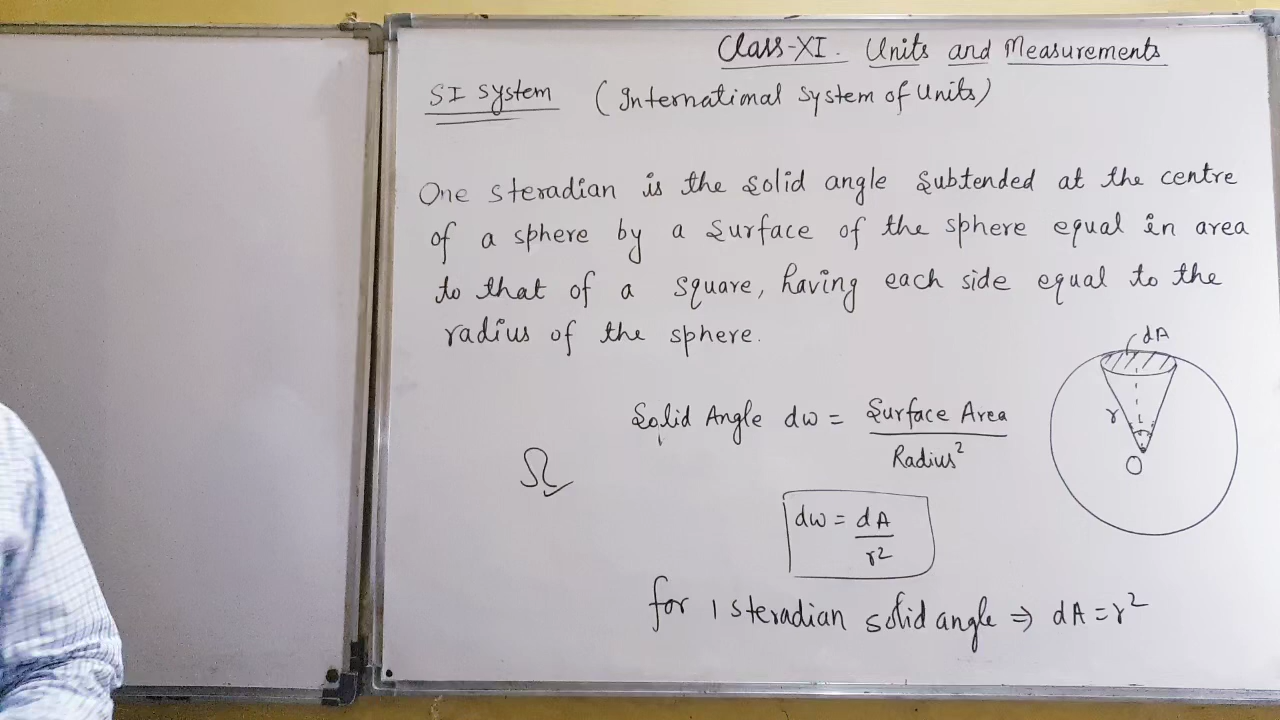 Class-XI. Units and Measurements
SI System (International System of Units)
One steradian is the solid angle subtended at the centre
of a sphere by a surface of the sphere equal in area
to that of a square, having each side equal to the
radius of the sphere.
dA
r
O
Solid Angle dω = Surface Area / Radius²
Ω
dω = dA / r²
for 1 steradian solid angle ⇒ dA = r²